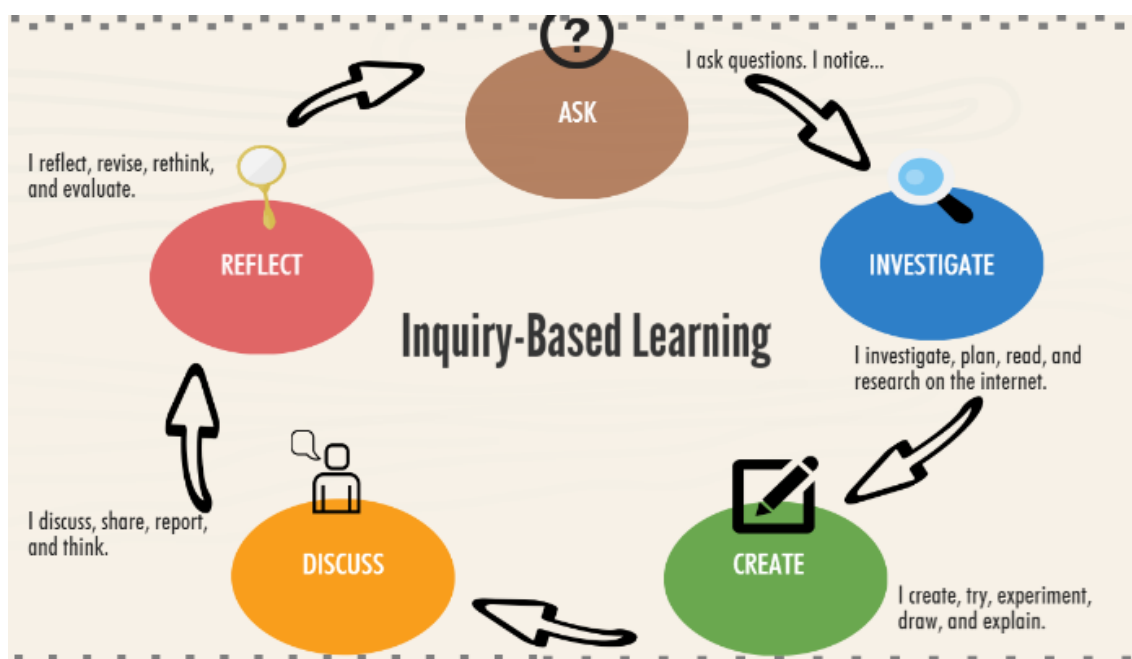 ?
ASK
I ask questions. I notice...
I reflect, revise, rethink,
and evaluate.
REFLECT
INVESTIGATE
Inquiry-Based Learning
I investigate, plan, read, and
research on the internet.
I discuss, share, report,
and think.
DISCUSS
CREATE
I create, try, experiment,
draw, and explain.